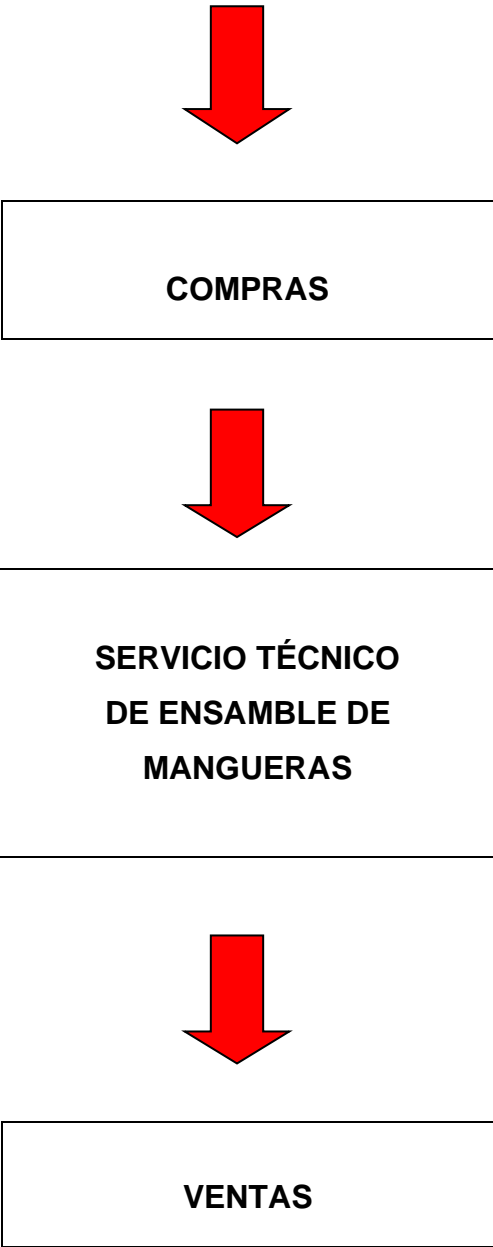 COMPRAS
SERVICIO TÉCNICO
DE ENSAMBLE DE
MANGUERAS
VENTAS